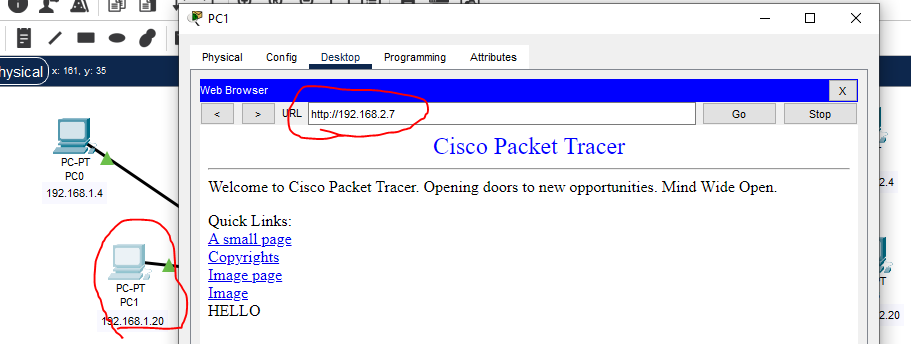 PC1
Physical Config Desktop Programming Attributes
hysical x: 161, y: 35
Web Browser X
< > URL http://192.168.2.7 Go Stop
Cisco Packet Tracer
Welcome to Cisco Packet Tracer. Opening doors to new opportunities. Mind Wide Open.
Quick Links:
A small page
Copyrights
Image page
Image
HELLO
PC-PT
PC0
192.168.1.4
PC-PT
PC1
192.168.1.20
2.4
T
2.20